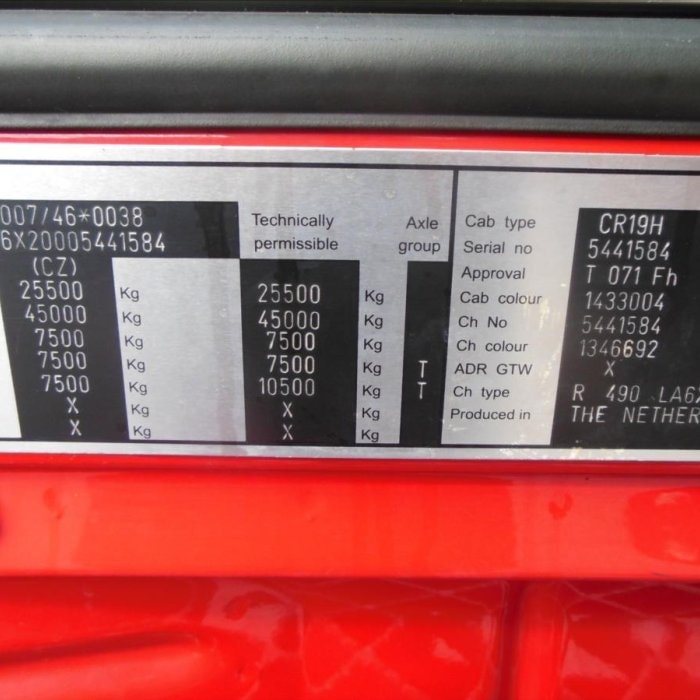 007/46*0038
6X20005441584
(CZ)
Technically permissible
Axle group
25500 Kg 25500 Kg
45000 Kg 45000 Kg
7500 Kg 7500 Kg
7500 Kg 7500 Kg T
7500 Kg 10500 Kg T
X Kg X Kg
X Kg X Kg
Cab type CR19H
Serial no 5441584
Approval T 071 Fh
Cab colour 1433004
Ch No 5441584
Ch colour 1346692
ADR GTW X
Ch type R 490 LA6X
Produced in THE NETHER